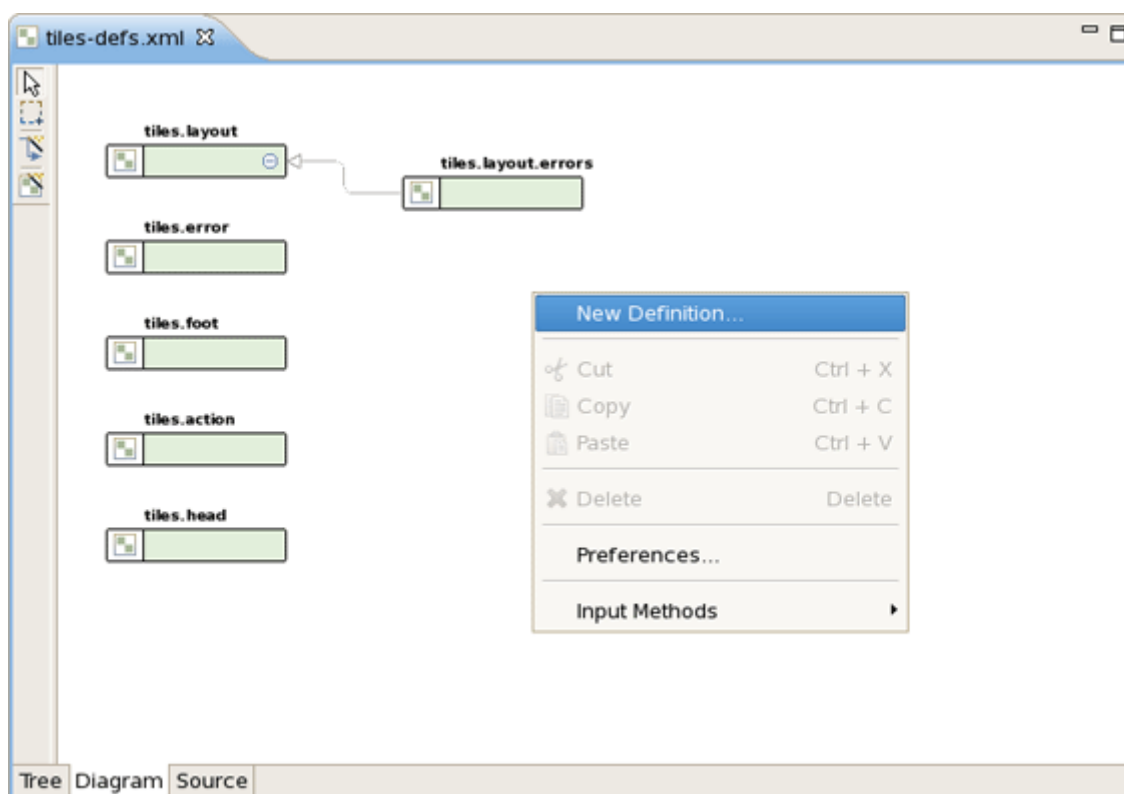 tiles-defs.xml
tiles.layout
tiles.layout.errors
tiles.error
tiles.foot
tiles.action
tiles.head
New Definition...
Cut Ctrl + X
Copy Ctrl + C
Paste Ctrl + V
Delete Delete
Preferences...
Input Methods
Tree Diagram Source